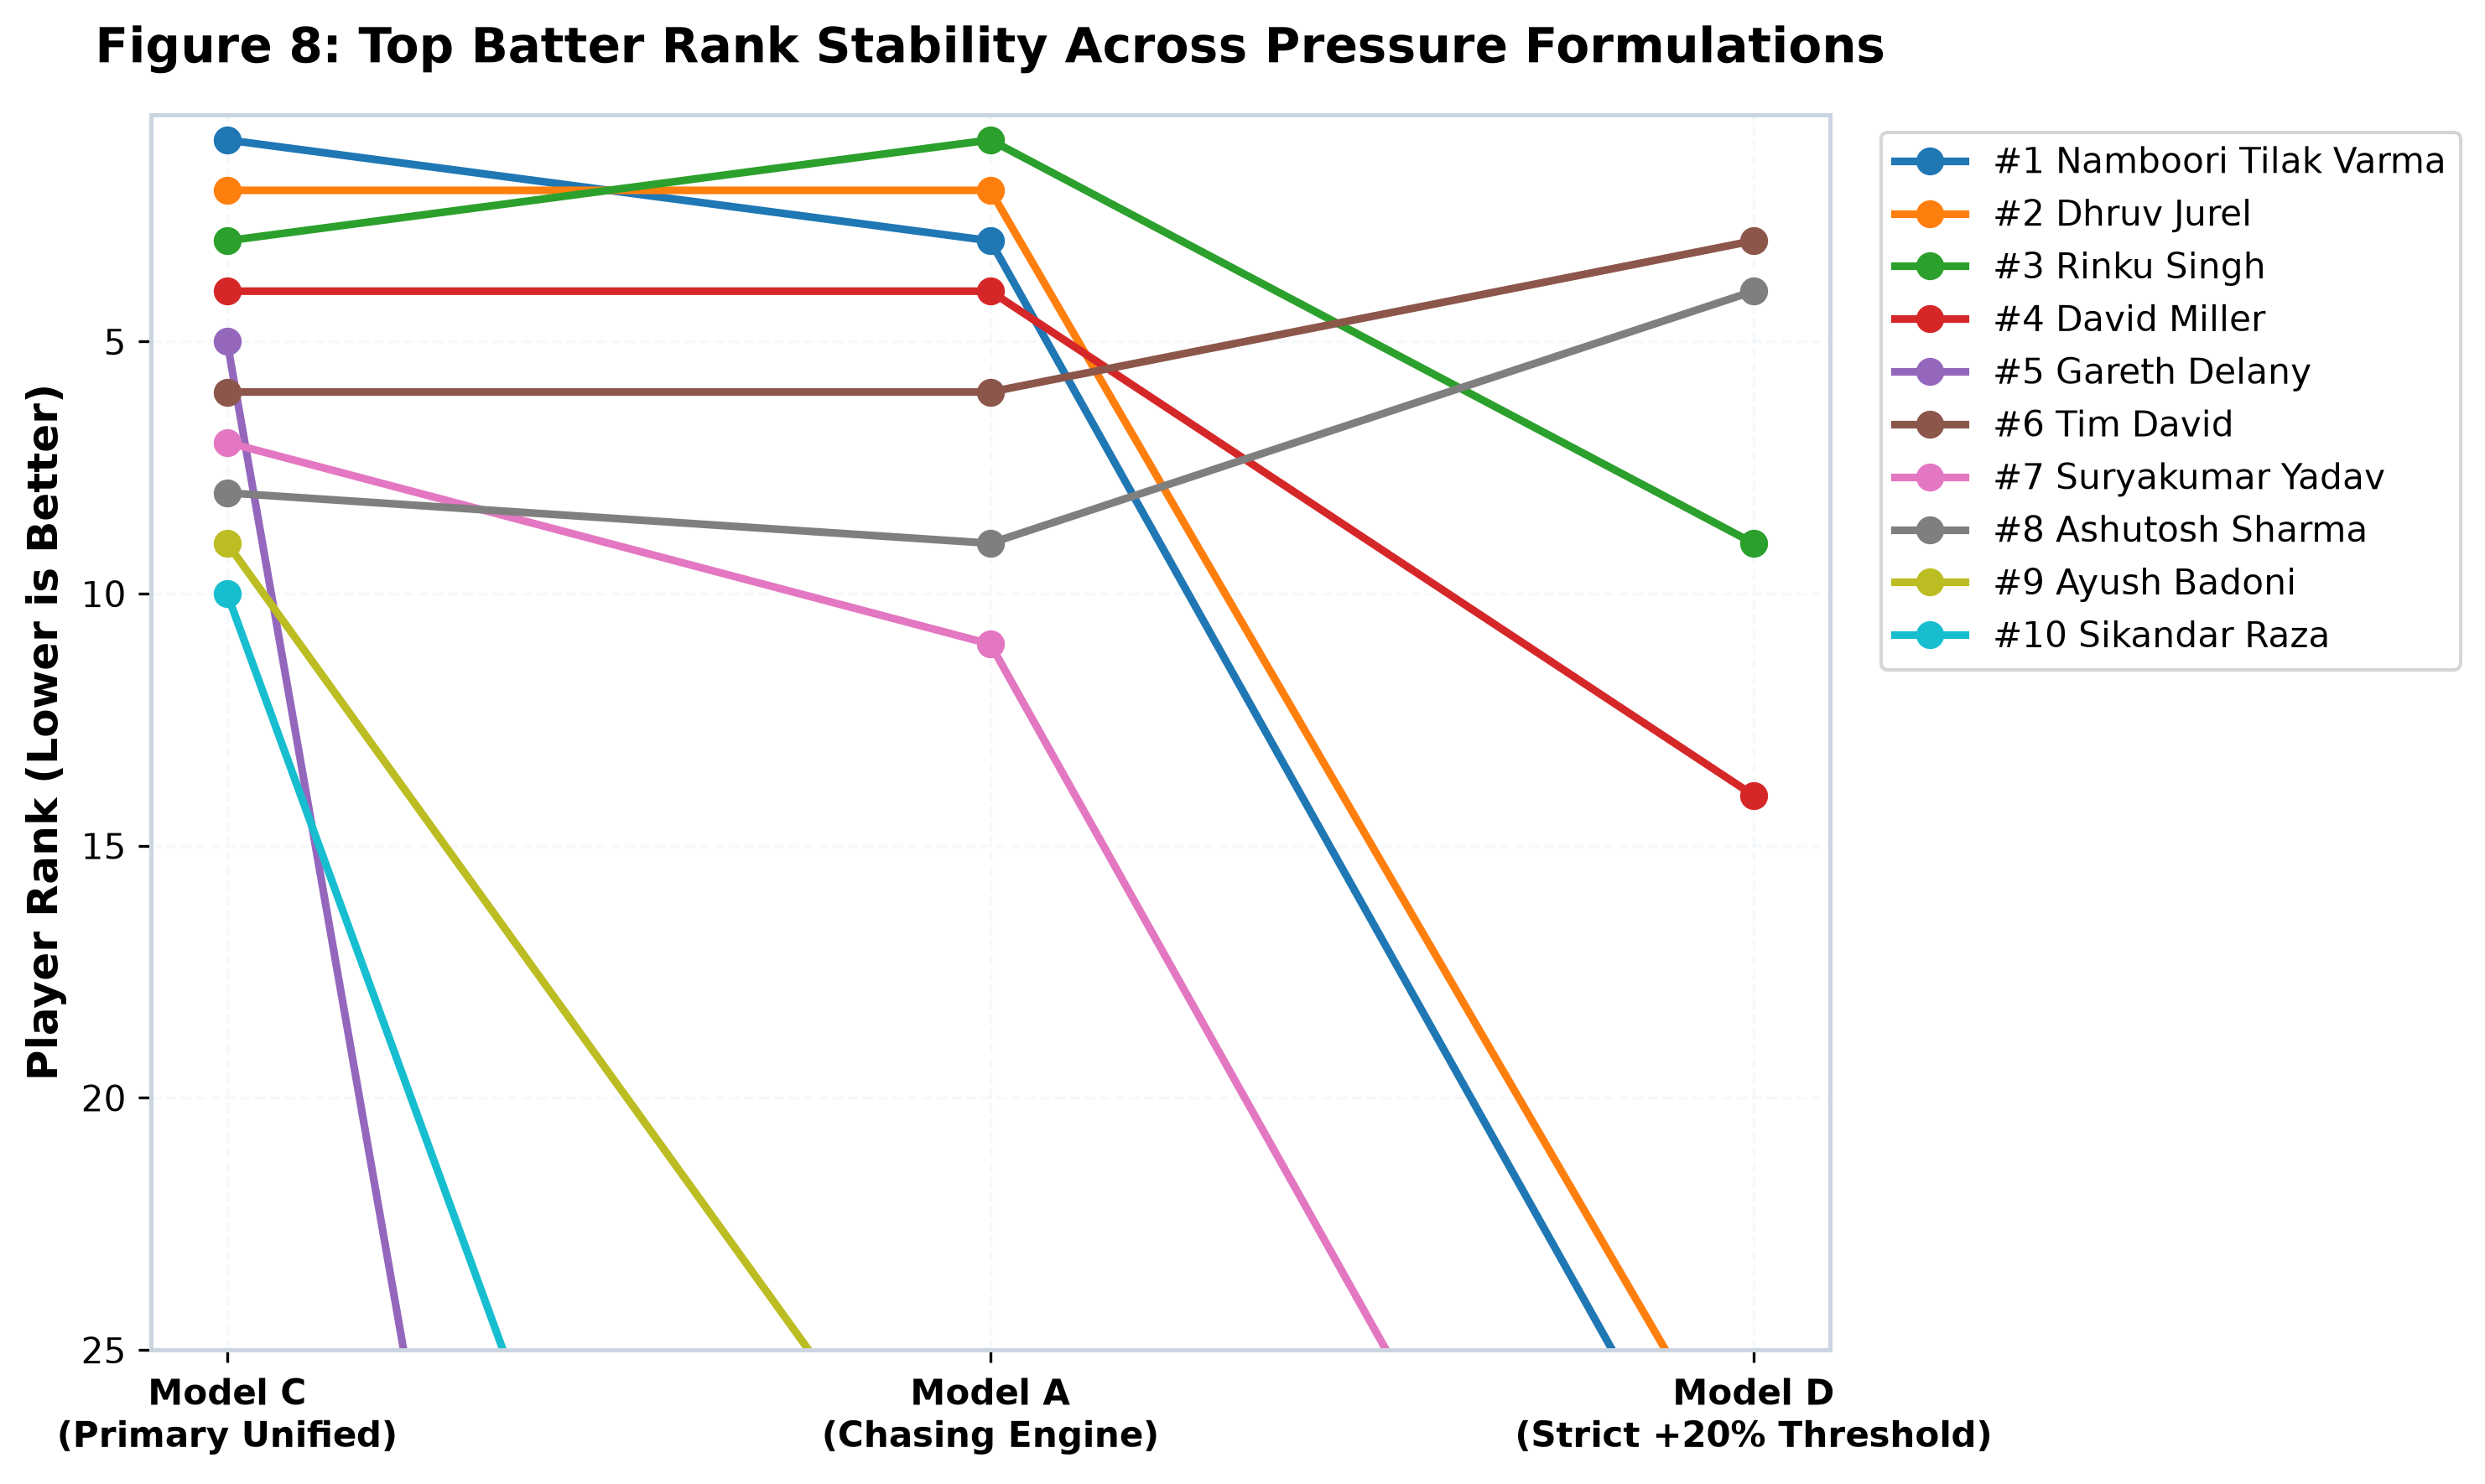 Figure 8: Top Batter Rank Stability Across Pressure Formulations
Player Rank (Lower is Better)
5
10
15
20
25
Model C
(Primary Unified)
Model A
(Chasing Engine)
Model D
(Strict +20% Threshold)
#1 Namboori Tilak Varma
#2 Dhruv Jurel
#3 Rinku Singh
#4 David Miller
#5 Gareth Delany
#6 Tim David
#7 Suryakumar Yadav
#8 Ashutosh Sharma
#9 Ayush Badoni
#10 Sikandar Raza